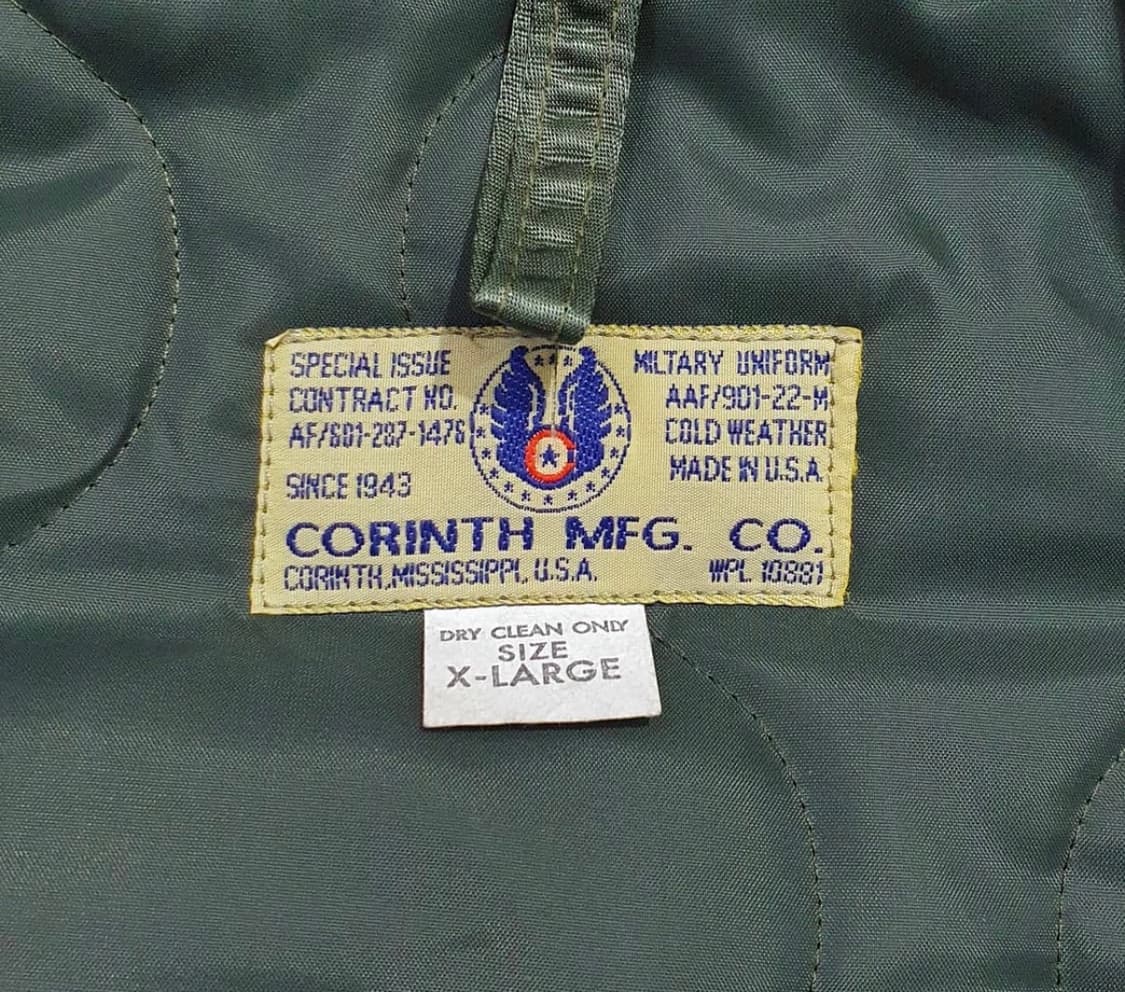 SPECIAL ISSUE
CONTRACT NO.
AF/601-287-1476
SINCE 1943
MILTARY UNIFORM
AAF/901-22-M
COLD WEATHER
MADE IN U.S.A.
CORINTH MFG. CO.
CORINTH,MISSISSIPPI, U.S.A.
WPL 10881
DRY CLEAN ONLY
SIZE
X-LARGE